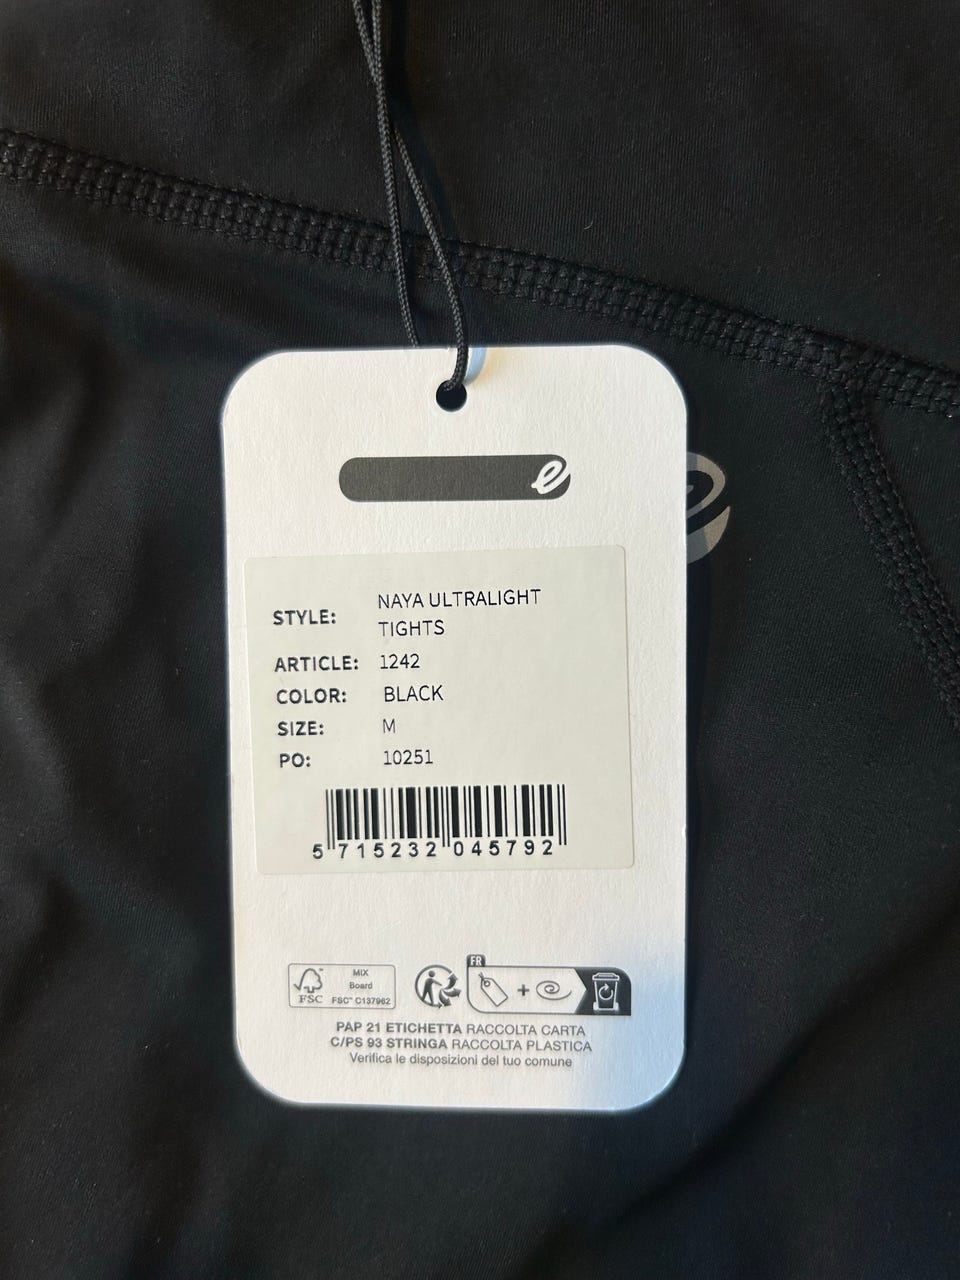 e
STYLE: NAYA ULTRALIGHT
TIGHTS
ARTICLE: 1242
COLOR: BLACK
SIZE: M
PO: 10251
5 715232 045792
FSC
MIX
Board
FSC™ C137962
FR
+
PAP 21 ETICHETTA RACCOLTA CARTA
C/PS 93 STRINGA RACCOLTA PLASTICA
Verifica le disposizioni del tuo comune
e